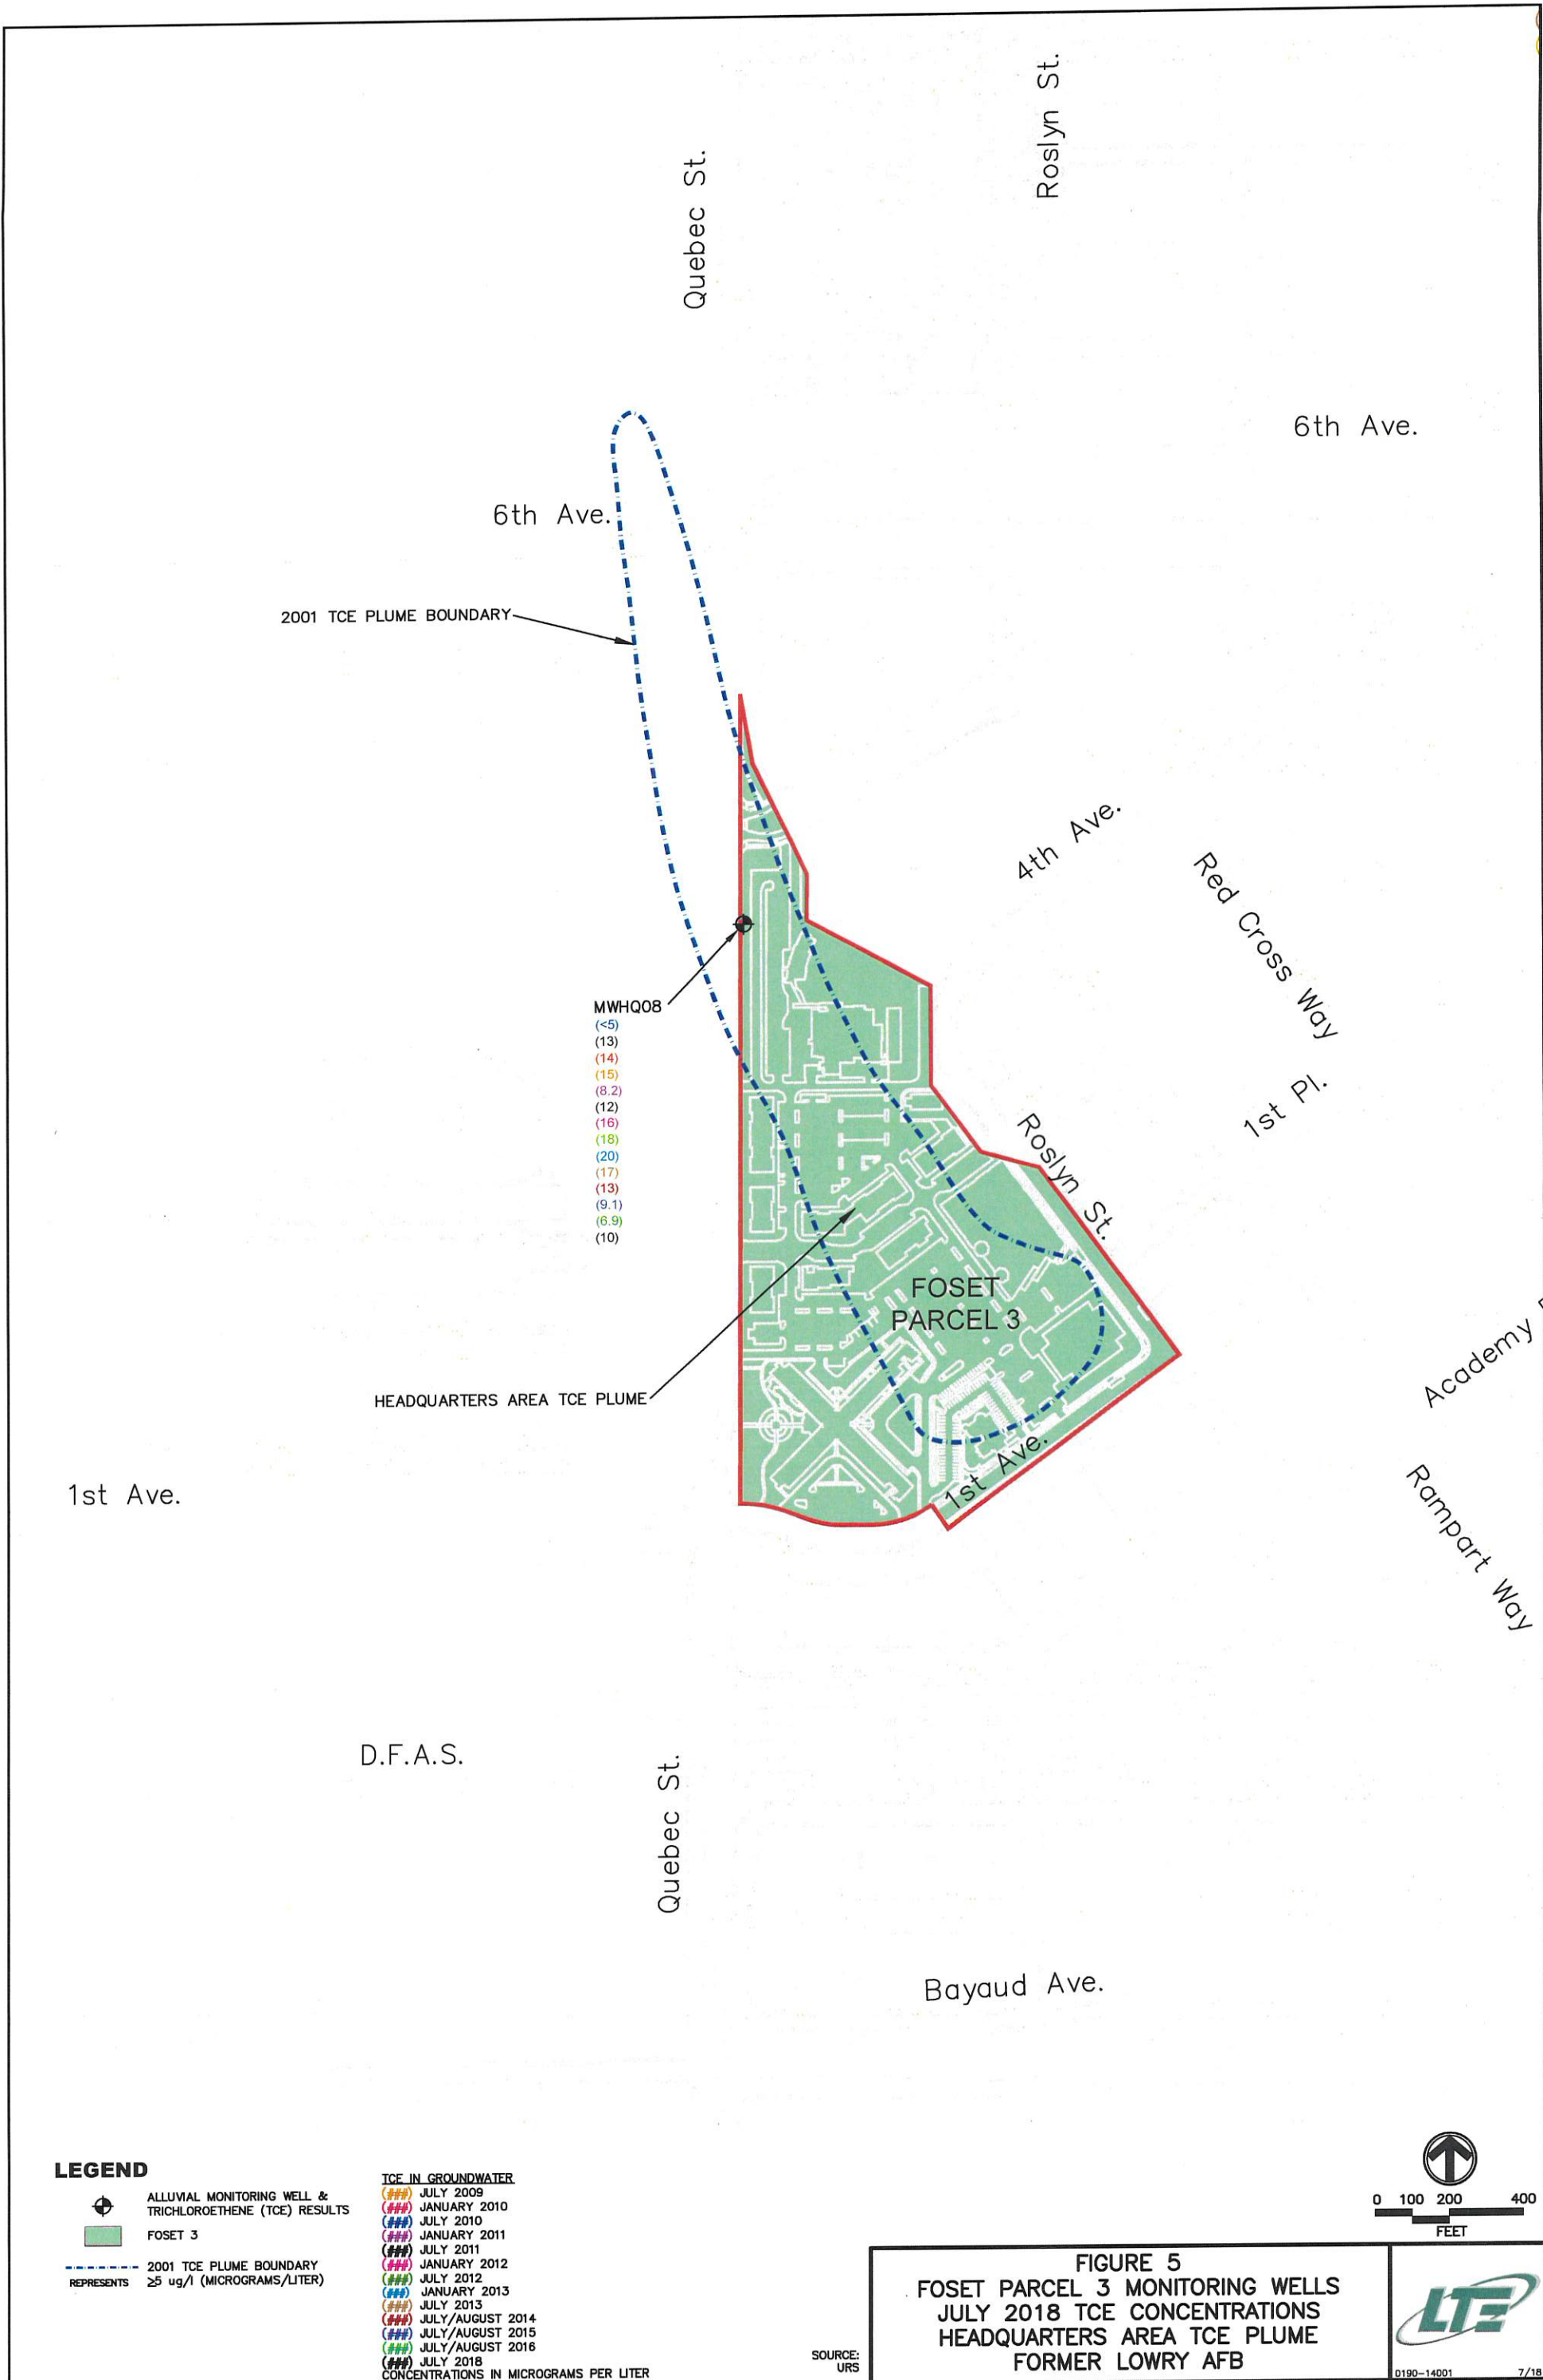 Roslyn St.
Quebec St.
6th Ave.
6th Ave.
2001 TCE PLUME BOUNDARY
4th Ave.
Red Cross Way
MWHQ08
(<5)
(13)
(14)
(15)
(8.2)
(12)
(16)
(18)
(20)
(17)
(13)
(9.1)
(6.9)
(10)
1st Pl.
Roslyn St.
FOSET
PARCEL 3
HEADQUARTERS AREA TCE PLUME
Academy
1st Ave.
1st Ave.
Rampart Way
D.F.A.S.
Quebec St.
Bayaud Ave.
LEGEND
ALLUVIAL MONITORING WELL &
TRICHLOROETHENE (TCE) RESULTS
FOSET 3
2001 TCE PLUME BOUNDARY
REPRESENTS ≥5 ug/l (MICROGRAMS/LITER)
TCE IN GROUNDWATER
(###) JULY 2009
(###) JANUARY 2010
(###) JULY 2010
(###) JANUARY 2011
(###) JULY 2011
(###) JANUARY 2012
(###) JULY 2012
(###) JANUARY 2013
(###) JULY 2013
(###) JULY/AUGUST 2014
(###) JULY/AUGUST 2015
(###) JULY/AUGUST 2016
(###) JULY 2018
CONCENTRATIONS IN MICROGRAMS PER LITER
0 100 200 400
FEET
SOURCE:
URS
FIGURE 5
FOSET PARCEL 3 MONITORING WELLS
JULY 2018 TCE CONCENTRATIONS
HEADQUARTERS AREA TCE PLUME
FORMER LOWRY AFB
LTE
0190-14001 7/18